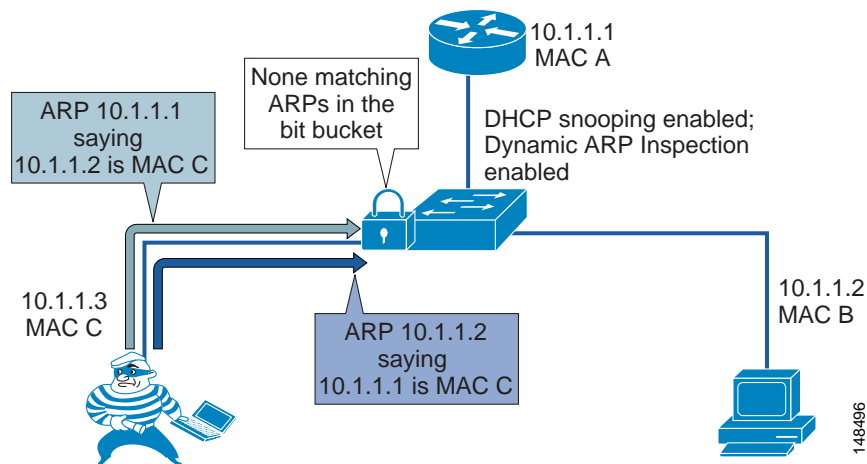 10.1.1.1
MAC A
None matching
ARPs in the
bit bucket
ARP 10.1.1.1
saying
10.1.1.2 is MAC C
DHCP snooping enabled;
Dynamic ARP Inspection
enabled
10.1.1.3
MAC C
ARP 10.1.1.2
saying
10.1.1.1 is MAC C
10.1.1.2
MAC B
148496